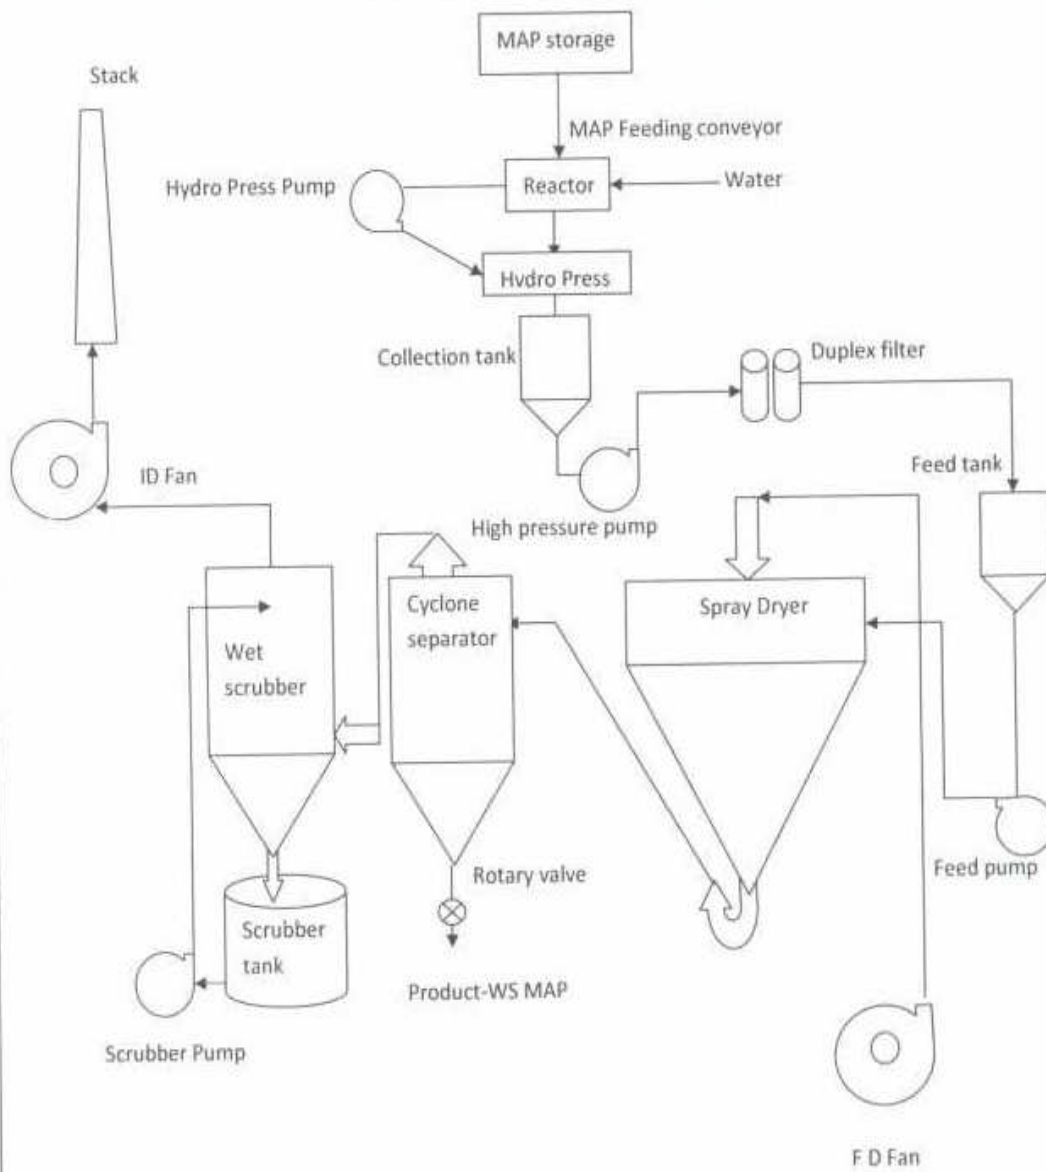 MAP storage
Stack
MAP Feeding conveyor
Hydro Press Pump
Reactor
Water
Hvdro Press
Collection tank
Duplex filter
ID Fan
Feed tank
High pressure pump
Cyclone
separator
Spray Dryer
Wet
scrubber
Rotary valve
Feed pump
Scrubber
tank
Product-WS MAP
Scrubber Pump
F D Fan